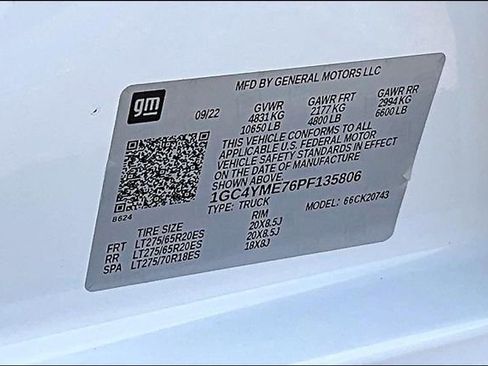 MFD BY GENERAL MOTORS LLC
gm
09/22 GVWR GAWR FRT GAWR RR
4831 KG 2177 KG 2994 KG
10650 LB 4800 LB 6600 LB
THIS VEHICLE CONFORMS TO ALL
APPLICABLE U.S. FEDERAL MOTOR
VEHICLE SAFETY STANDARDS IN EFFECT
ON THE DATE OF MANUFACTURE
1GC4YME76PF135806
B624
TYPE: TRUCK MODEL: 66CK20743
TIRE SIZE RIM
FRT LT275/65R20ES 20X8.5J
RR LT275/65R20ES 20X8.5J
SPA LT275/70R18ES 18X8J